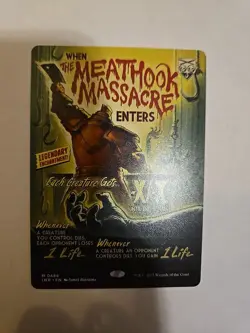 WHEN
THE MEATHOOK
MASSACRE
ENTERS
LEGENDARY
ENCHANTMENT
Each Creature Gets
Whenever
A CREATURE
YOU CONTROL DIES,
EACH OPPONENT LOSES
1 Life
Whenever
A CREATURE AN OPPONENT
CONTROLS DIES, YOU GAIN
1 Life